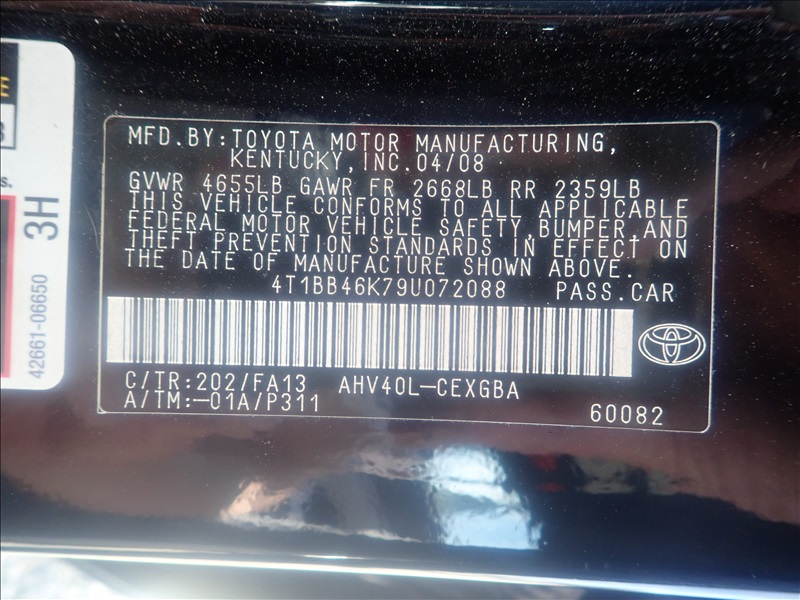 MFD.BY:TOYOTA MOTOR MANUFACTURING,
KENTUCKY,INC.04/08
GVWR 4655LB GAWR FR 2668LB RR 2359LB
THIS VEHICLE CONFORMS TO ALL APPLICABLE
FEDERAL MOTOR VEHICLE SAFETY,BUMPER,AND
THEFT PREVENTION STANDARDS IN EFFECT ON
THE DATE OF MANUFACTURE SHOWN ABOVE.
4T1BB46K79U072088 PASS.CAR
C/TR:202/FA13 AHV40L-CEXGBA
A/TM:-01A/P311
60082
3H
42661-06650